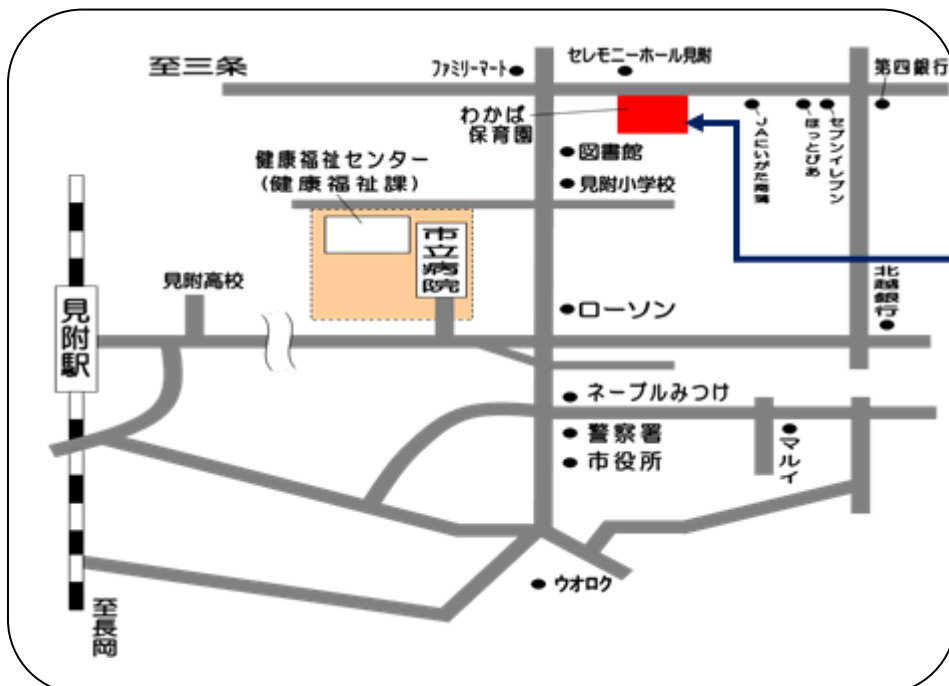 至三条
ファミリーマート
セレモニーホール見附
第四銀行
わかば
保育園
JAにいがた南蒲
ほっとぴあ
セブンイレブン
図書館
健康福祉センター
(健康福祉課)
見附小学校
市立病院
見附高校
北越銀行
見附駅
ローソン
ネーブルみつけ
警察署
マルイ
市役所
ウオロク
至長岡